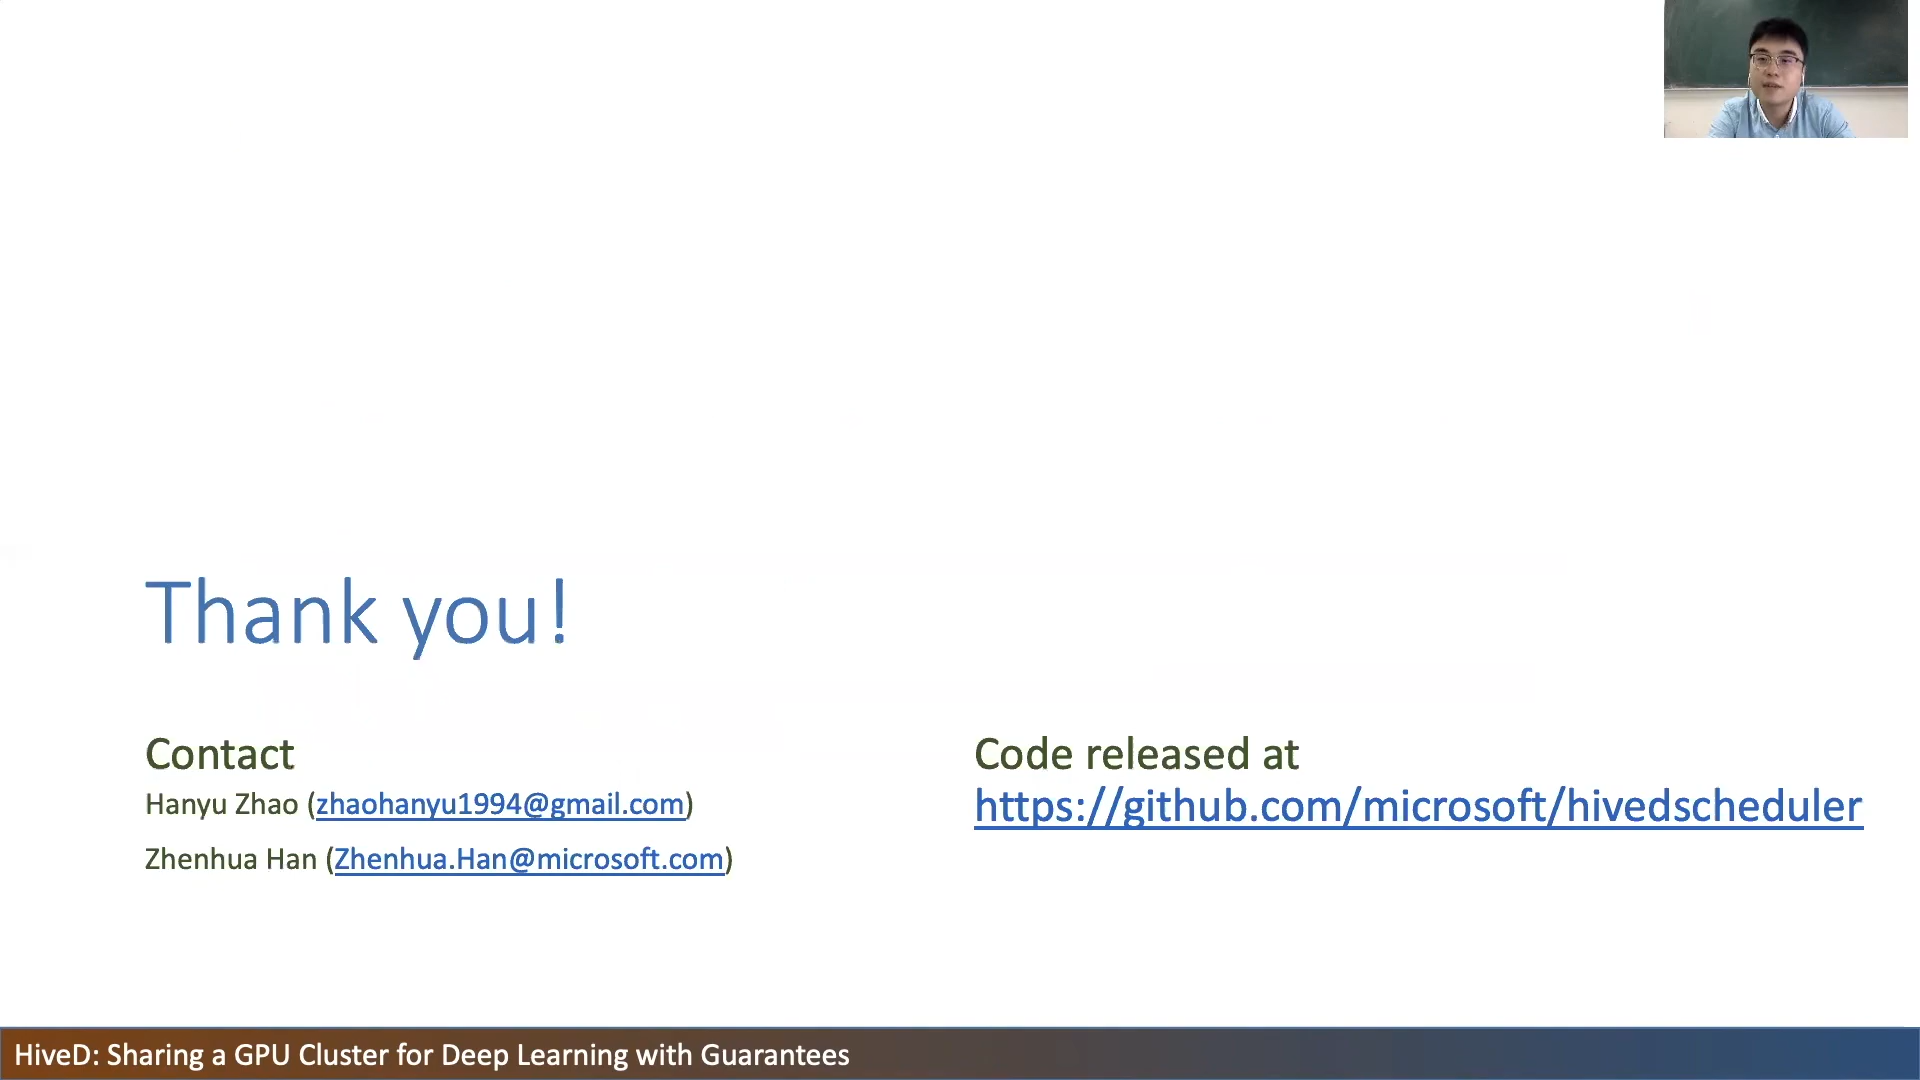 Thank you!
Contact
Hanyu Zhao (zhaohanyu1994@gmail.com)
Zhenhua Han (Zhenhua.Han@microsoft.com)
Code released at
https://github.com/microsoft/hivedscheduler
HiveD: Sharing a GPU Cluster for Deep Learning with Guarantees